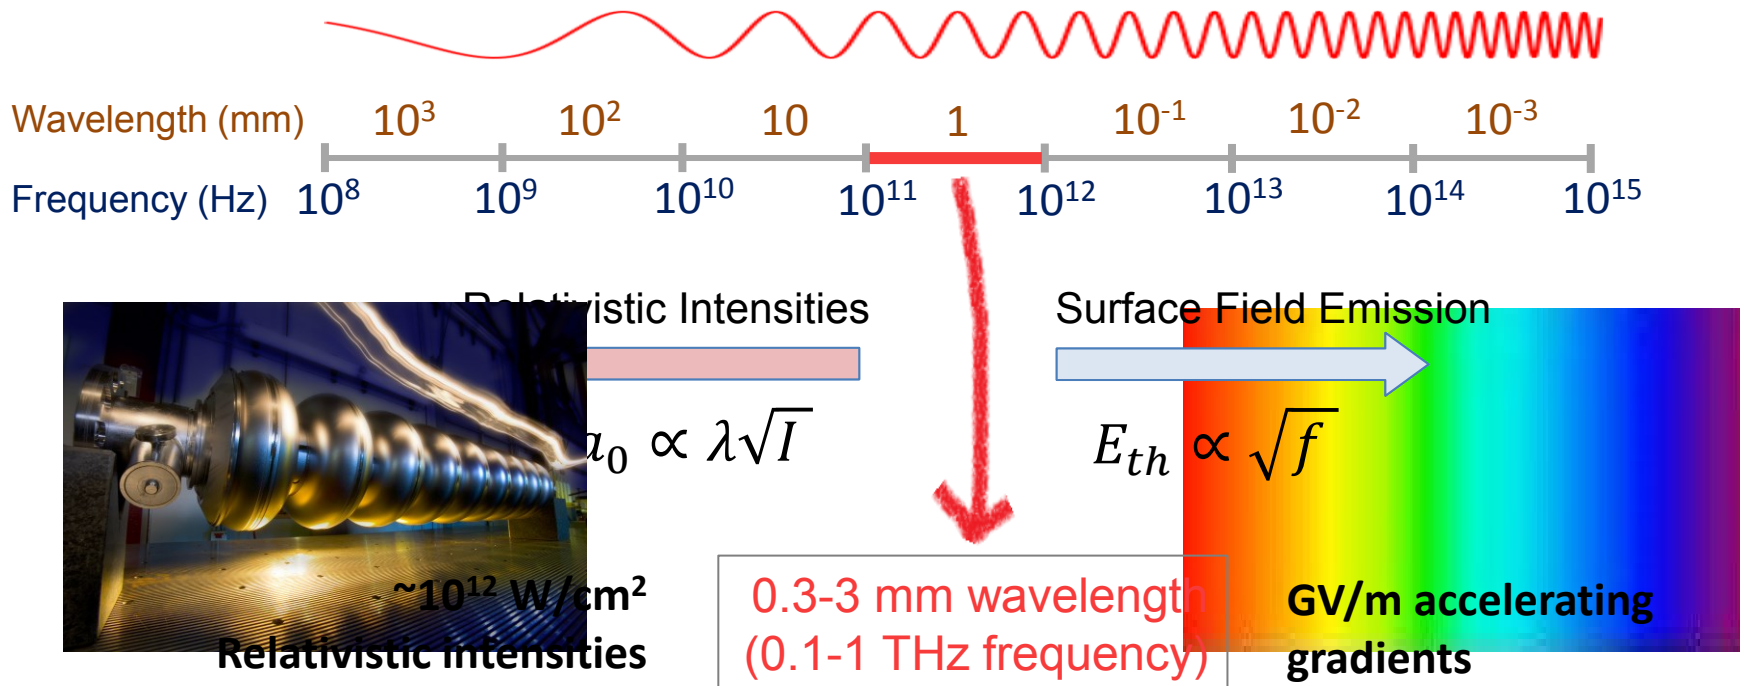 Wavelength (mm) 10³ 10² 10 1 10⁻¹ 10⁻² 10⁻³
Frequency (Hz) 10⁸ 10⁹ 10¹⁰ 10¹¹ 10¹² 10¹³ 10¹⁴ 10¹⁵
Relativistic Intensities
Surface Field Emission
a₀ ∝ λ√I
E_th ∝ √f
~10¹² W/cm²
Relativistic intensities
0.3-3 mm wavelength
(0.1-1 THz frequency)
GV/m accelerating
gradients